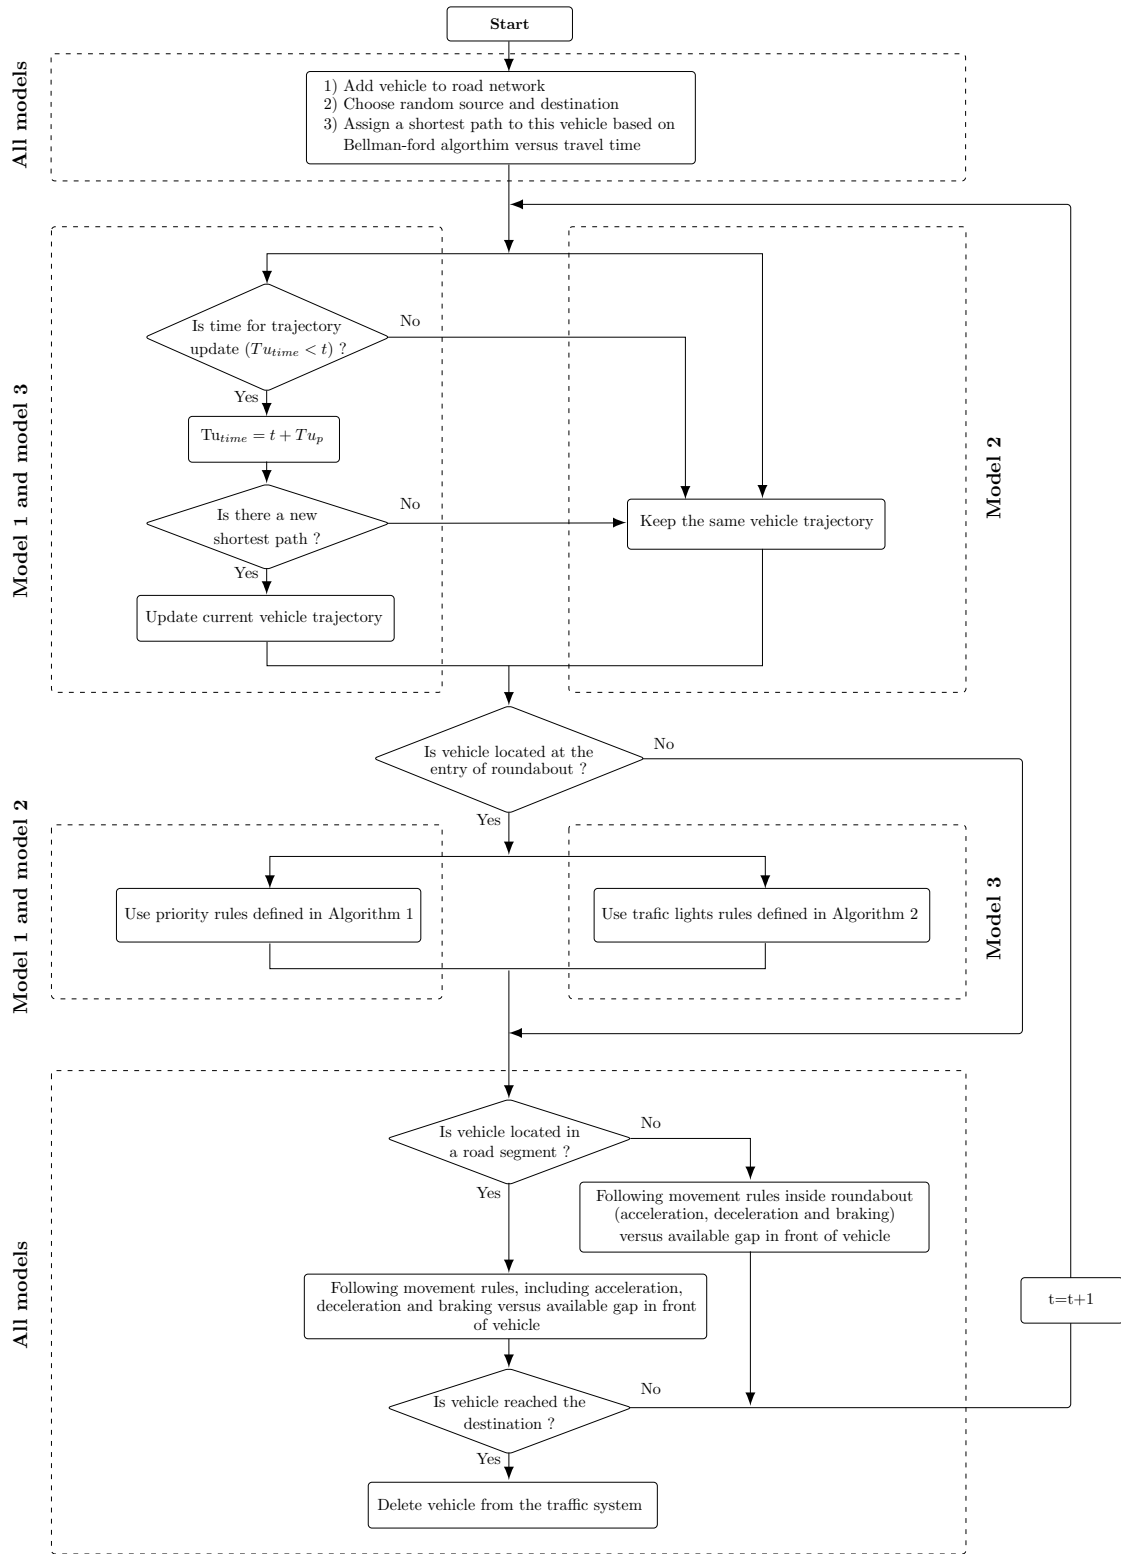 Start
All models
1) Add vehicle to road network
2) Choose random source and destination
3) Assign a shortest path to this vehicle based on
Bellman-ford algorthim versus travel time
Model 1 and model 3
Is time for trajectory
update (Tu_time < t) ?
No
Yes
Tu_time = t + Tu_p
Is there a new
shortest path ?
No
Yes
Update current vehicle trajectory
Keep the same vehicle trajectory
Model 2
Is vehicle located at the
entry of roundabout ?
No
Yes
Model 1 and model 2
Use priority rules defined in Algorithm 1
Use trafic lights rules defined in Algorithm 2
Model 3
All models
Is vehicle located in
a road segment ?
No
Yes
Following movement rules inside roundabout
(acceleration, deceleration and braking)
versus available gap in front of vehicle
Following movement rules, including acceleration,
deceleration and braking versus available gap in front
of vehicle
t=t+1
Is vehicle reached the
destination ?
No
Yes
Delete vehicle from the traffic system